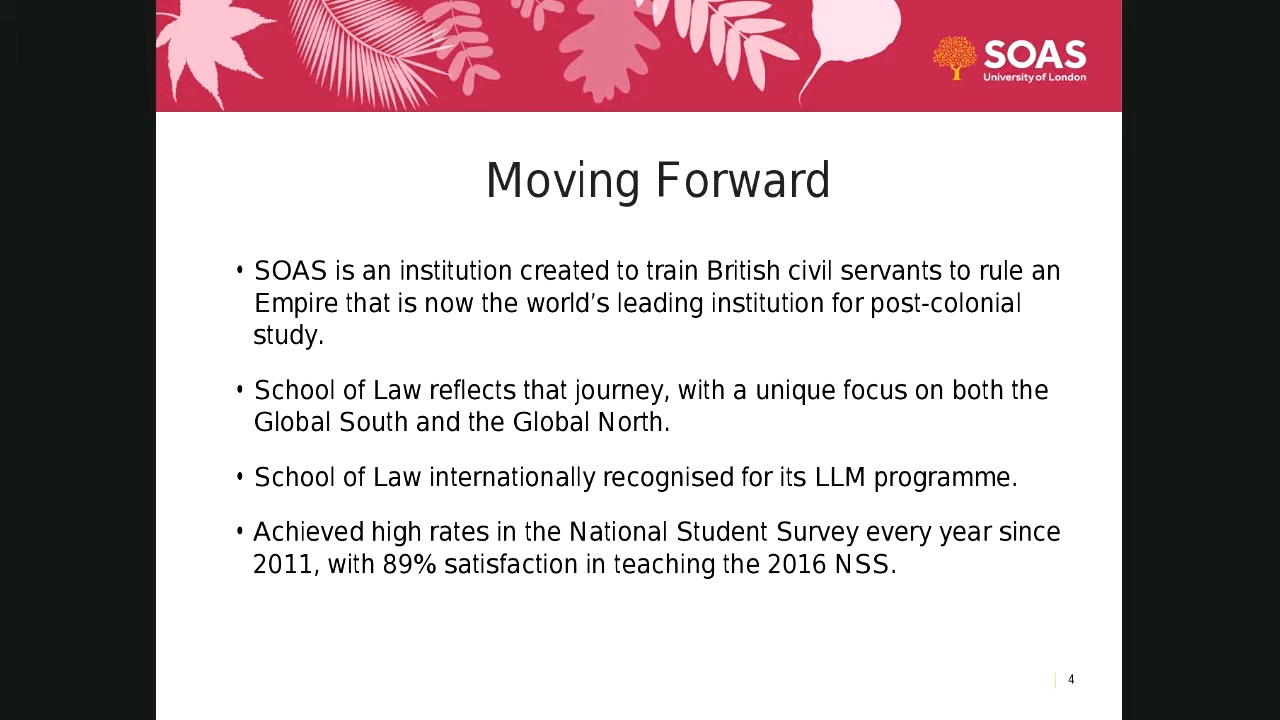 SOAS
University of London
Moving Forward
• SOAS is an institution created to train British civil servants to rule an
Empire that is now the world’s leading institution for post-colonial
study.
• School of Law reflects that journey, with a unique focus on both the
Global South and the Global North.
• School of Law internationally recognised for its LLM programme.
• Achieved high rates in the National Student Survey every year since
2011, with 89% satisfaction in teaching the 2016 NSS.
4